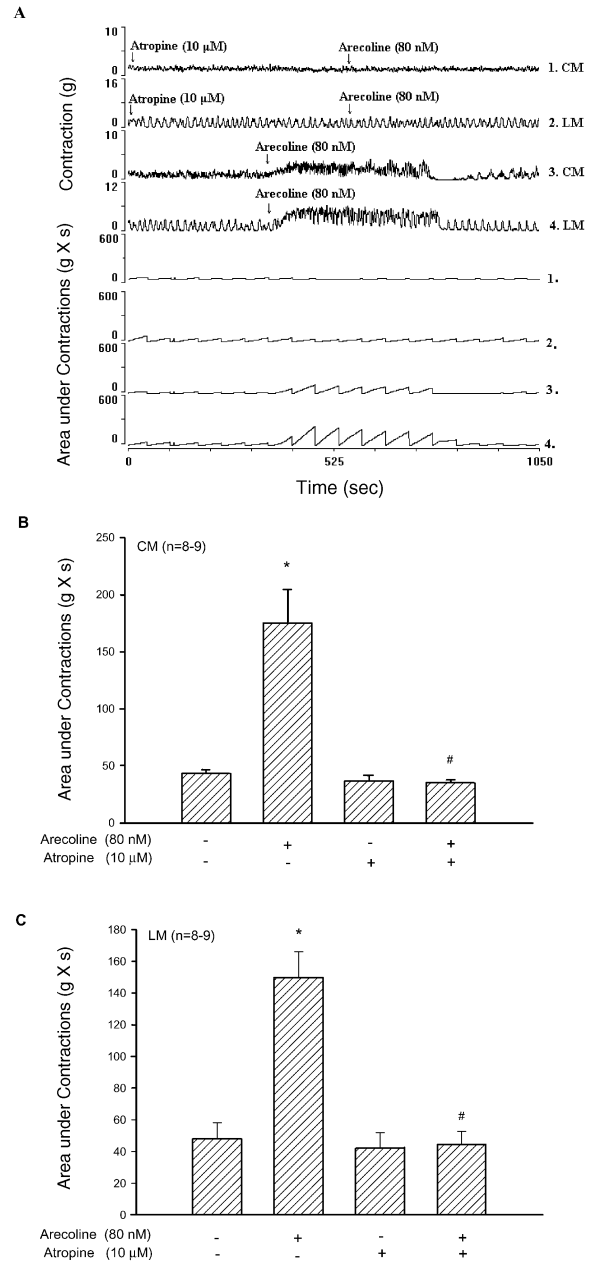 A
Contraction (g)
10
Atropine (10 µM)
Arecoline (80 nM)
0
1. CM
16
Atropine (10 µM)
Arecoline (80 nM)
0
2. LM
10
Arecoline (80 nM)
0
3. CM
12
Arecoline (80 nM)
0
4. LM
Area under Contractions (g X s)
600
0
1.
600
0
2.
600
0
3.
600
0
4.
0 525 1050
Time (sec)
B
Area under Contractions (g X s)
CM (n=8-9)
250
200
150
100
50
0
*
#
Arecoline (80 nM) - + - +
Atropine (10 µM) - - + +
C
Area under Contractions (g X s)
LM (n=8-9)
180
160
140
120
100
80
60
40
20
0
*
#
Arecoline (80 nM) - + - +
Atropine (10 µM) - - + +